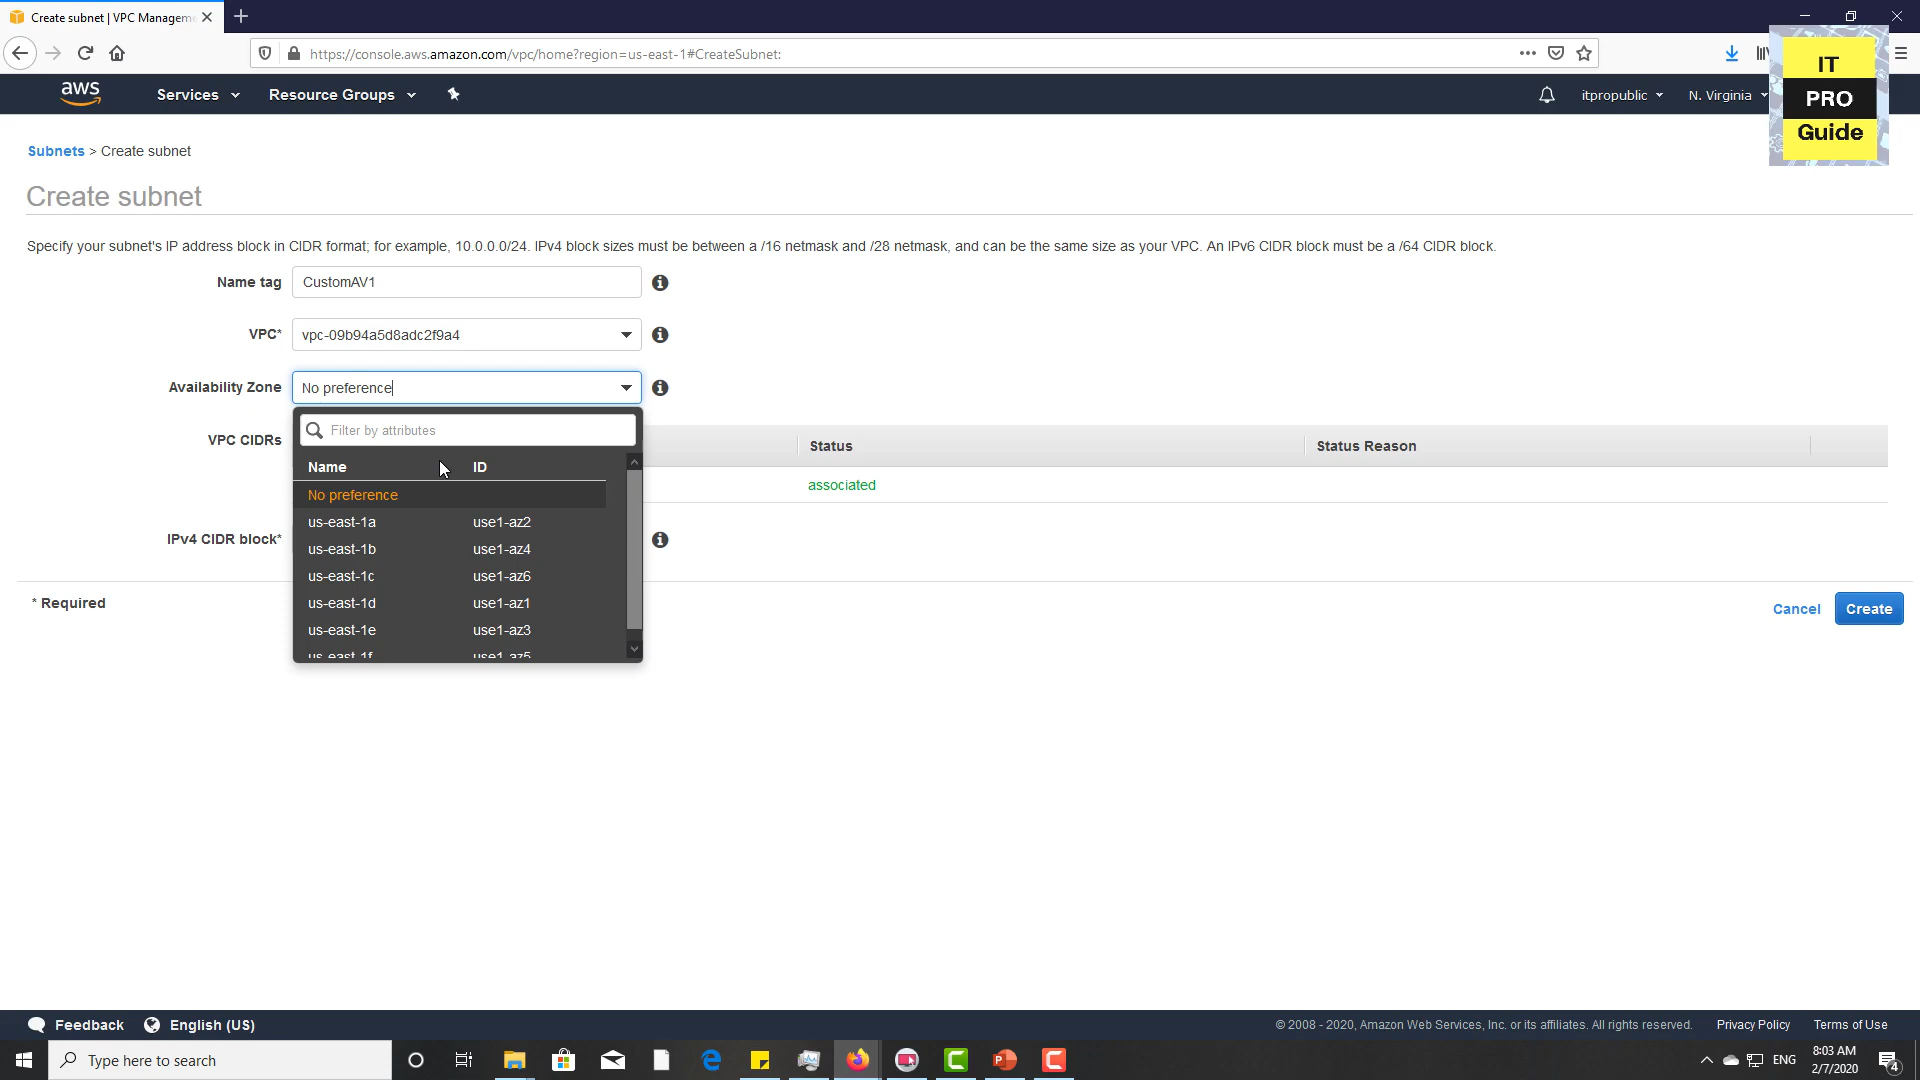 Create subnet | VPC Managem
https://console.aws.amazon.com/vpc/home?region=us-east-1#CreateSubnet:
IT
PRO
Guide
aws
Services
Resource Groups
itpropublic
N. Virginia
Subnets > Create subnet
Create subnet
Specify your subnet's IP address block in CIDR format; for example, 10.0.0.0/24. IPv4 block sizes must be between a /16 netmask and /28 netmask, and can be the same size as your VPC. An IPv6 CIDR block must be a /64 CIDR block.
Name tag CustomAV1
VPC* vpc-09b94a5d8adc2f9a4
Availability Zone No preference
Filter by attributes
VPC CIDRs Status Status Reason
Name ID
associated
No preference
us-east-1a use1-az2
IPv4 CIDR block*
us-east-1b use1-az4
us-east-1c use1-az6
us-east-1d use1-az1
us-east-1e use1-az3
us-east-1f use1-az5
* Required
Cancel Create
Feedback English (US)
© 2008 - 2020, Amazon Web Services, Inc. or its affiliates. All rights reserved. Privacy Policy Terms of Use
Type here to search
ENG
8:03 AM
2/7/2020
4